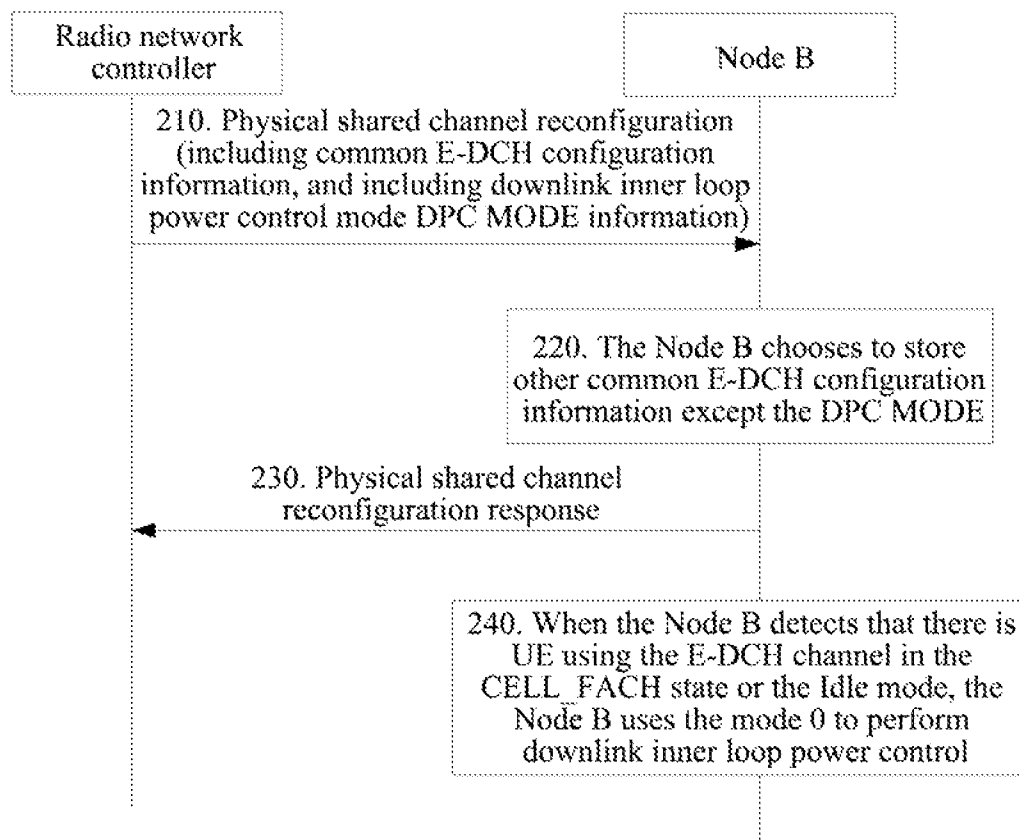 Radio network
controller
Node B
210. Physical shared channel reconfiguration
(including common E-DCH configuration
information, and including downlink inner loop
power control mode DPC MODE information)
220. The Node B chooses to store
other common E-DCH configuration
information except the DPC MODE
230. Physical shared channel
reconfiguration response
240. When the Node B detects that there is
UE using the E-DCH channel in the
CELL_FACH state or the Idle mode, the
Node B uses the mode 0 to perform
downlink inner loop power control